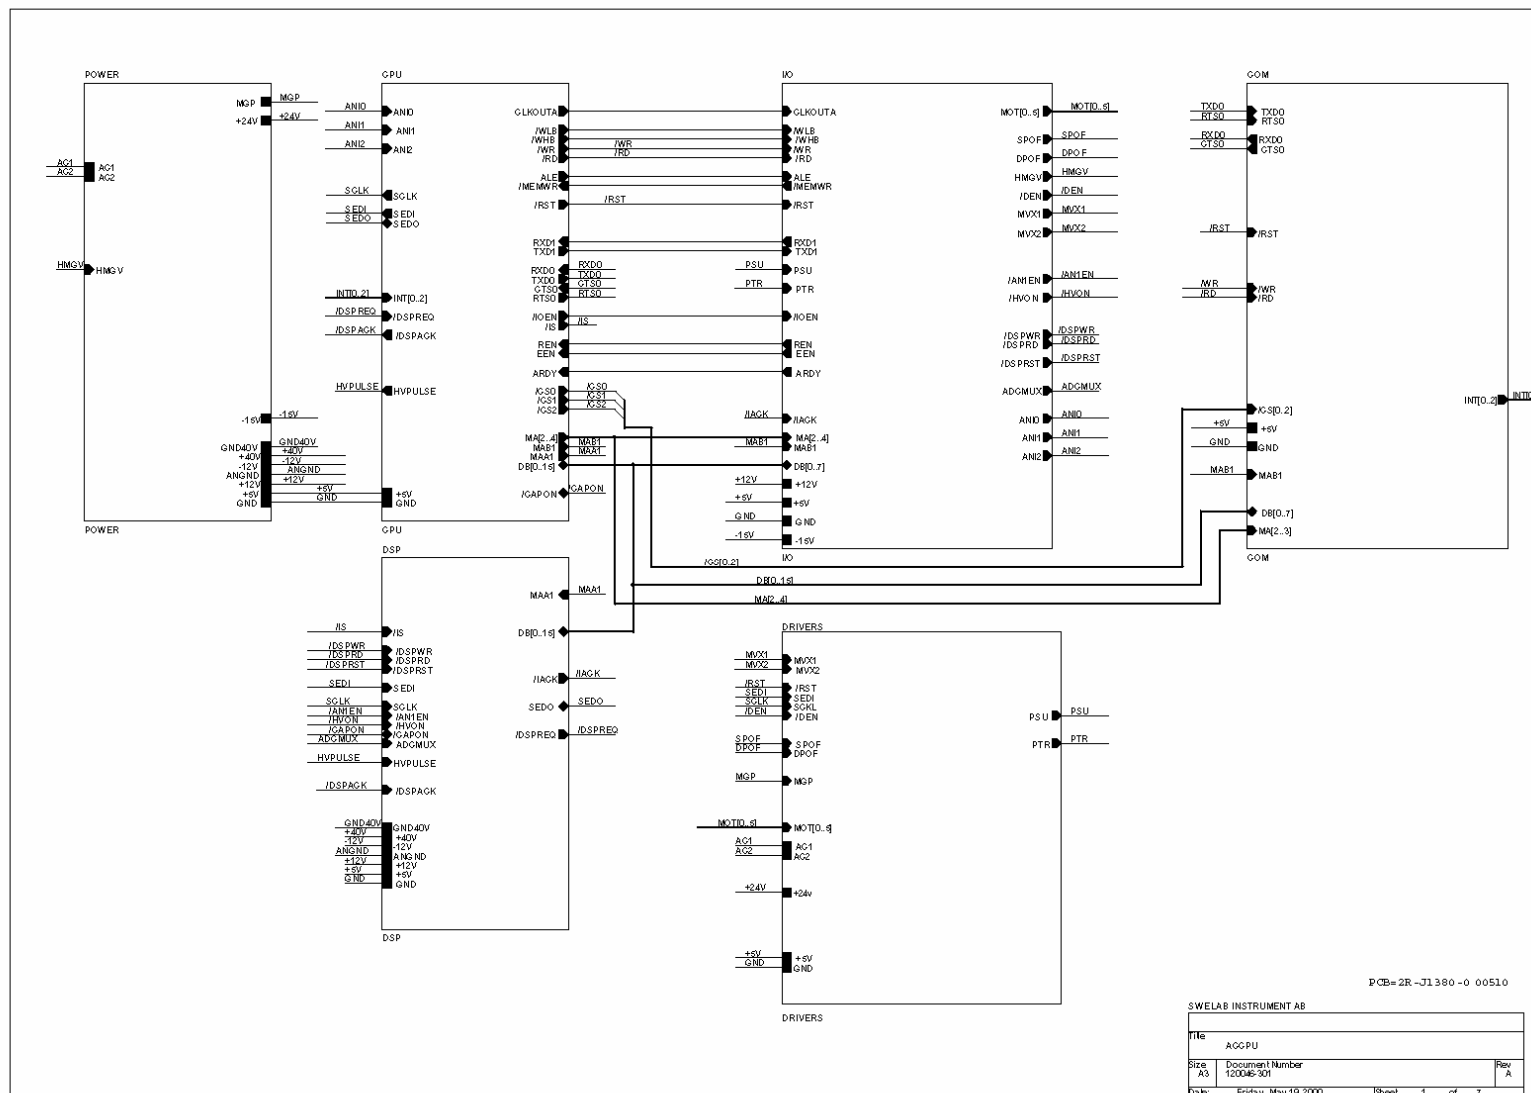 POWER
MGP MGP
+24V +24V
AC1 AC1
AC2 AC2
HMGV HMGV
-15V -15V
GND40V GND40V
+40V +40V
-12V -12V
ANGND ANGND
+12V +12V
+5V +5V
GND GND
POWER
CPU
ANI0 ANI0
ANI1 ANI1
ANI2 ANI2
SCLK SCLK
SEDI SEDI
SEDO SEDO
INT[0..2] INT[0..2]
/DSPREQ /DSPREQ
/DSPACK /DSPACK
HVPULSE HVPULSE
+5V
GND
CLKOUTA
/WLB
/WHB
/WR /WR
/RD /RD
ALE
/MEMWR
/RST /RST
RXD1
TXD1
RXD0 RXD0
TXD0 TXD0
CTS0 CTS0
RTS0 RTS0
/IOEN
/IS /IS
REN
EEN
ARDY
/CS0 /CS0
/CS1 /CS1
/CS2 /CS2
MA[2..4]
MAB1 MAB1
MAA1 MAA1
DB[0..15]
/CAPON /CAPON
CPU
I/O
CLKOUTA
/WLB
/WHB
/WR
/RD
ALE
/MEMWR
/RST
RXD1
TXD1
PSU PSU
PTR PTR
/IOEN
REN
EEN
ARDY
/IACK /IACK
MA[2..4]
MAB1 MAB1
DB[0..7]
+12V +12V
+5V +5V
GND GND
-15V -15V
MOT[0..5] MOT[0..5]
SPOF SPOF
DPOF DPOF
HMGV HMGV
/DEN /DEN
MVX1 MVX1
MVX2 MVX2
/AN1EN /AN1EN
/HVON /HVON
/DSPWR /DSPWR
/DSPRD /DSPRD
/DSPRST /DSPRST
ADCMUX ADCMUX
ANI0 ANI0
ANI1 ANI1
ANI2 ANI2
I/O
COM
TXD0 TXD0
RTS0 RTS0
RXD0 RXD0
CTS0 CTS0
/RST /RST
/WR /WR
/RD /RD
/CS[0..2]
+5V +5V
GND GND
MAB1 MAB1
DB[0..7]
MA[2..3]
INT[0..2]
COM
/CS[0..2]
DB[0..15]
MA[2..4]
DSP
MAA1 MAA1
DB[0..15]
/IACK /IACK
SEDO SEDO
/DSPREQ /DSPREQ
/IS /IS
/DSPWR /DSPWR
/DSPRD /DSPRD
/DSPRST /DSPRST
SEDI SEDI
SCLK SCLK
/AN1EN /AN1EN
/HVON /HVON
/CAPON /CAPON
ADCMUX ADCMUX
HVPULSE HVPULSE
/DSPACK /DSPACK
GND40V GND40V
+40V +40V
-12V -12V
ANGND ANGND
+12V +12V
+5V +5V
GND GND
DSP
DRIVERS
MVX1 MVX1
MVX2 MVX2
/RST /RST
SEDI SEDI
SCLK SCKL
/DEN /DEN
SPOF SPOF
DPOF DPOF
MGP MGP
MOT[0..5] MOT[0..5]
AC1 AC1
AC2 AC2
+24V +24v
+5V +5V
GND GND
PSU PSU
PTR PTR
DRIVERS
PCB=2R-J1380-0 00510
SWELAB INSTRUMENT AB
Title
ACCPU
Size Document Number Rev
A3 120046-301 A
Date: Friday, May 19, 2000 Sheet 1 of 7